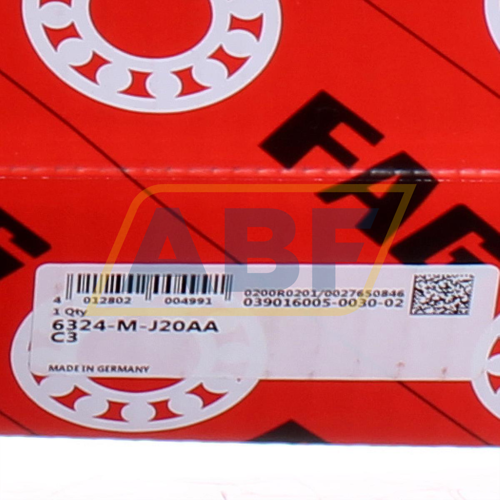 FAG
ABF
4 012802 004991
0200R0201/0027650846
039016005-0030-02
1 Qty
6324-M-J20AA
C3
MADE IN GERMANY